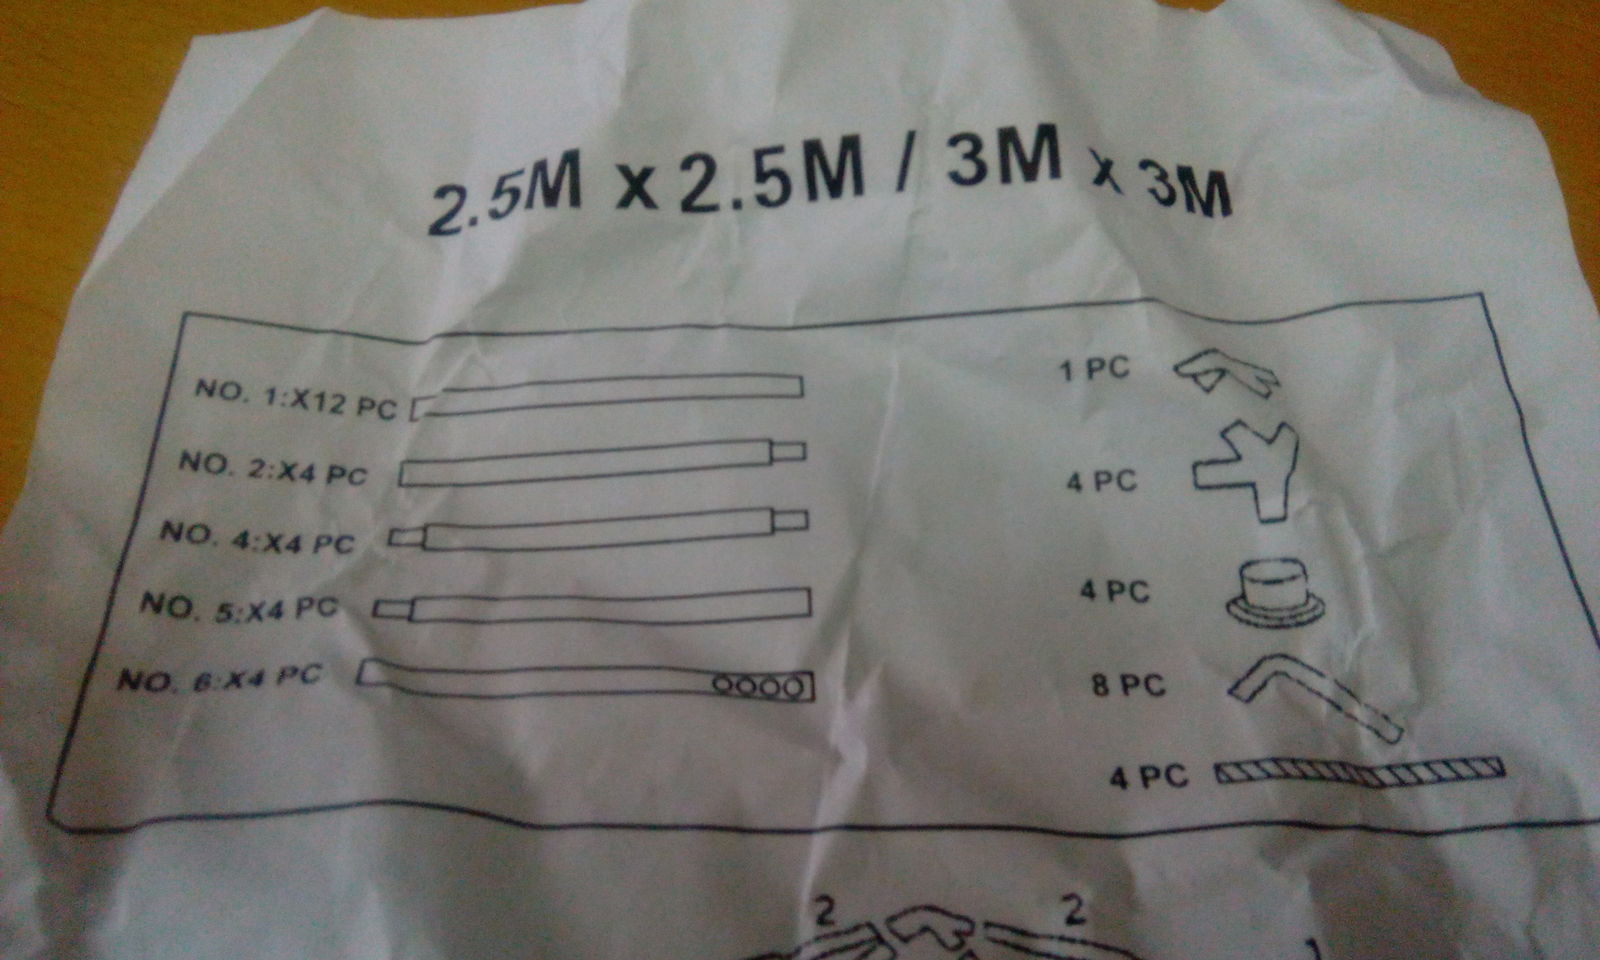 2.5M x 2.5M / 3M x 3M
NO. 1:X12 PC
NO. 2:X4 PC
NO. 4:X4 PC
NO. 5:X4 PC
NO. 6:X4 PC
1 PC
4 PC
4 PC
8 PC
4 PC
2 2
1